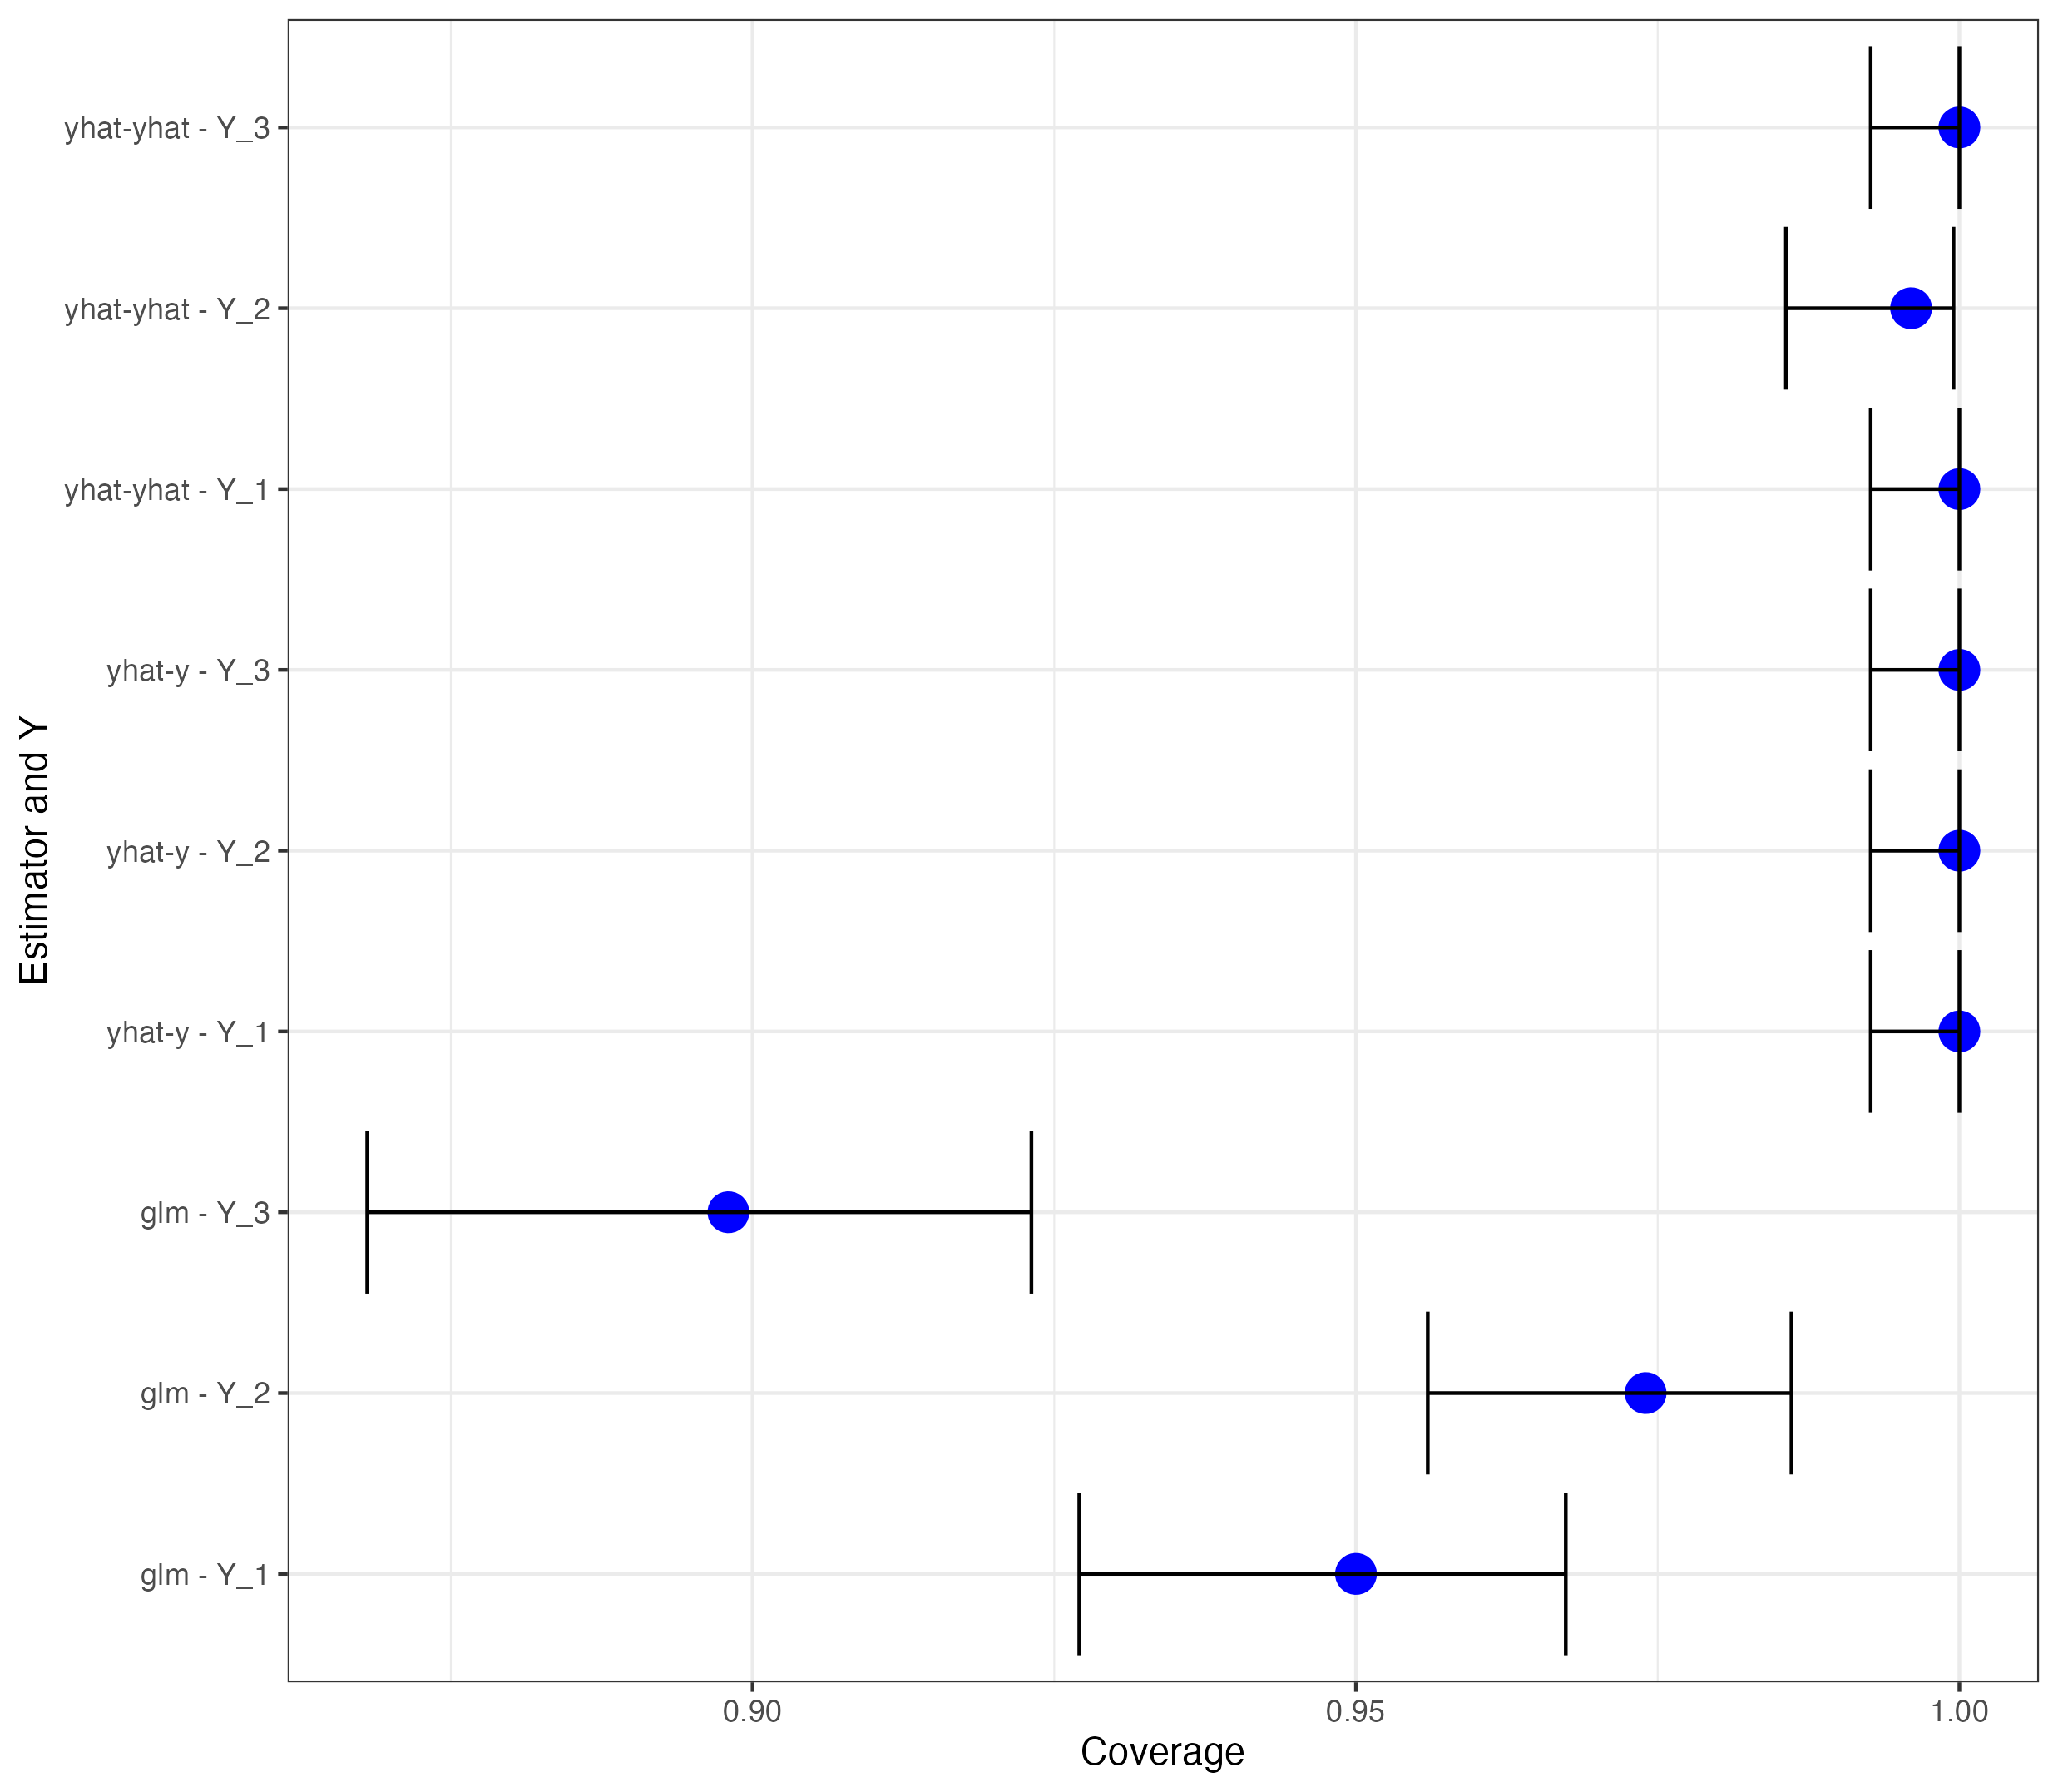 yhat-yhat - Y_3
yhat-yhat - Y_2
yhat-yhat - Y_1
yhat-y - Y_3
yhat-y - Y_2
yhat-y - Y_1
glm - Y_3
glm - Y_2
glm - Y_1
Estimator and Y
0.90 0.95 1.00
Coverage